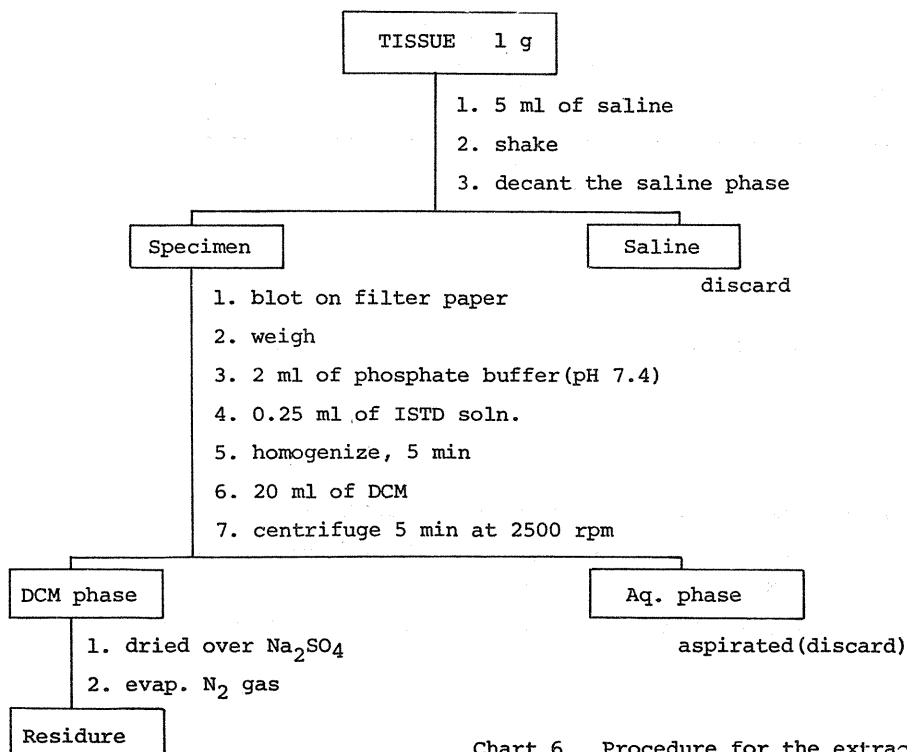 TISSUE 1 g
1. 5 ml of saline
2. shake
3. decant the saline phase
Specimen
Saline
discard
1. blot on filter paper
2. weigh
3. 2 ml of phosphate buffer(pH 7.4)
4. 0.25 ml of ISTD soln.
5. homogenize, 5 min
6. 20 ml of DCM
7. centrifuge 5 min at 2500 rpm
DCM phase
Aq. phase
aspirated(discard)
1. dried over Na2SO4
2. evap. N2 gas
Residure
Chart 6 Procedure for the